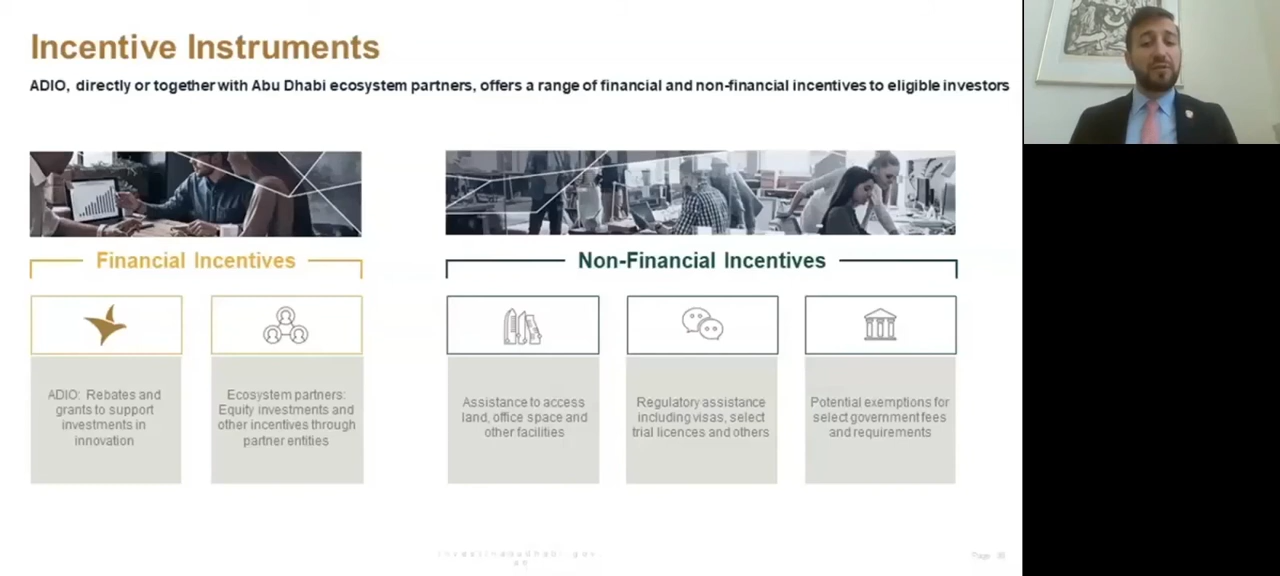 Incentive Instruments
ADIO, directly or together with Abu Dhabi ecosystem partners, offers a range of financial and non-financial incentives to eligible investors
Financial Incentives
Non-Financial Incentives
ADIO: Rebates and
grants to support
investments in
innovation
Ecosystem partners:
Equity investments and
other incentives through
partner entities
Assistance to access
land, office space and
other facilities
Regulatory assistance
including visas, select
trial licences and others
Potential exemptions for
select government fees
and requirements
investinabudhabi.gov
Page